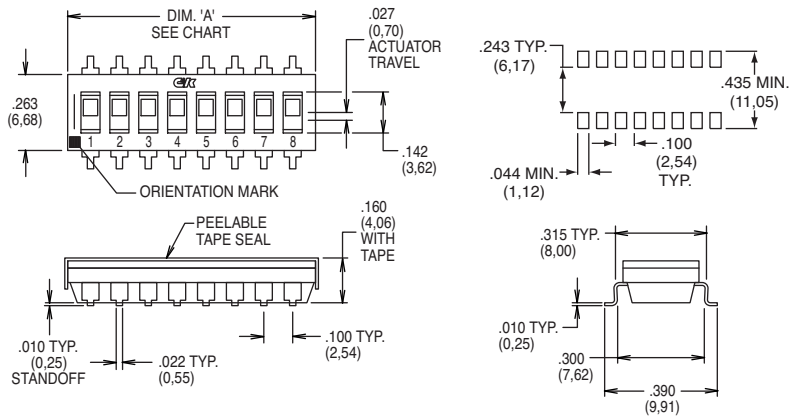 DIM. 'A'
SEE CHART
.027
(0,70)
ACTUATOR
TRAVEL
.263
(6,68)
1 2 3 4 5 6 7 8
.142
(3,62)
ORIENTATION MARK
.243 TYP.
(6,17)
.435 MIN.
(11,05)
.100
(2,54)
TYP.
.044 MIN.
(1,12)
PEELABLE
TAPE SEAL
.160
(4,06)
WITH
TAPE
.010 TYP.
(0,25)
STANDOFF
.022 TYP.
(0,55)
.100 TYP.
(2,54)
.315 TYP.
(8,00)
.010 TYP.
(0,25)
.300
(7,62)
.390
(9,91)